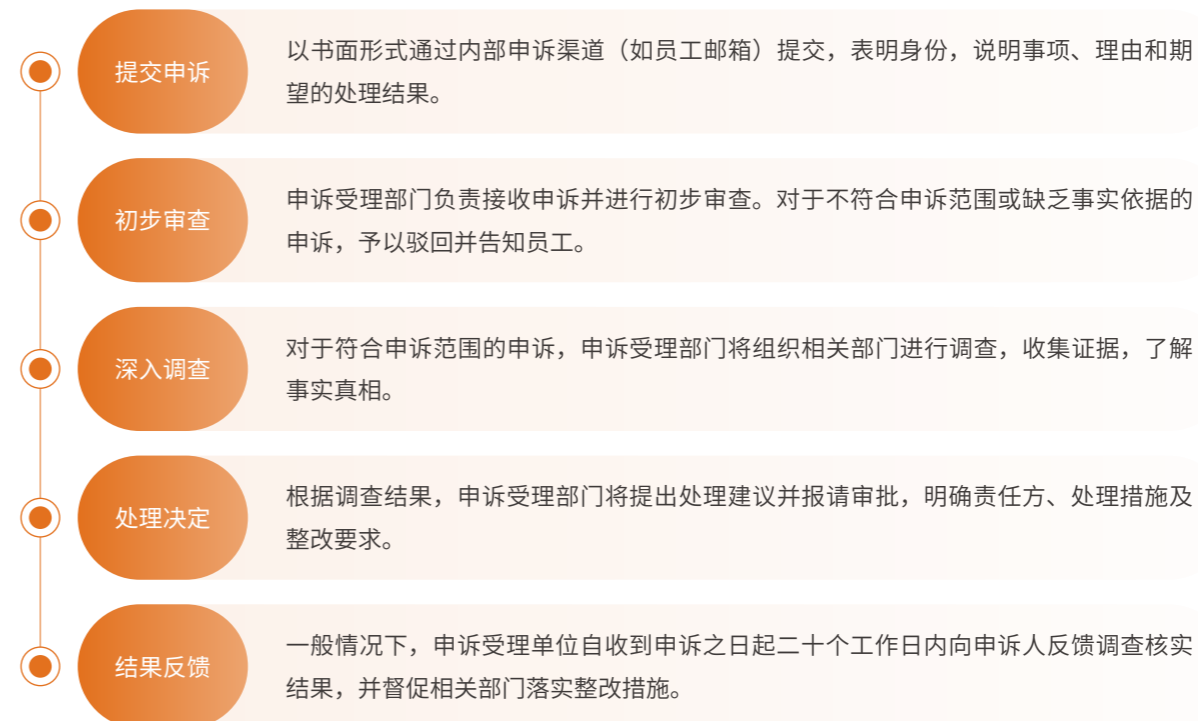 提交申诉
以书面形式通过内部申诉渠道（如员工邮箱）提交，表明身份，说明事项、理由和期
望的处理结果。
初步审查
申诉受理部门负责接收申诉并进行初步审查。对于不符合申诉范围或缺乏事实依据的
申诉，予以驳回并告知员工。
深入调查
对于符合申诉范围的申诉，申诉受理部门将组织相关部门进行调查，收集证据，了解
事实真相。
处理决定
根据调查结果，申诉受理部门将提出处理建议并报请审批，明确责任方、处理措施及
整改要求。
结果反馈
一般情况下，申诉受理单位自收到申诉之日起二十个工作日内向申诉人反馈调查核实
结果，并督促相关部门落实整改措施。